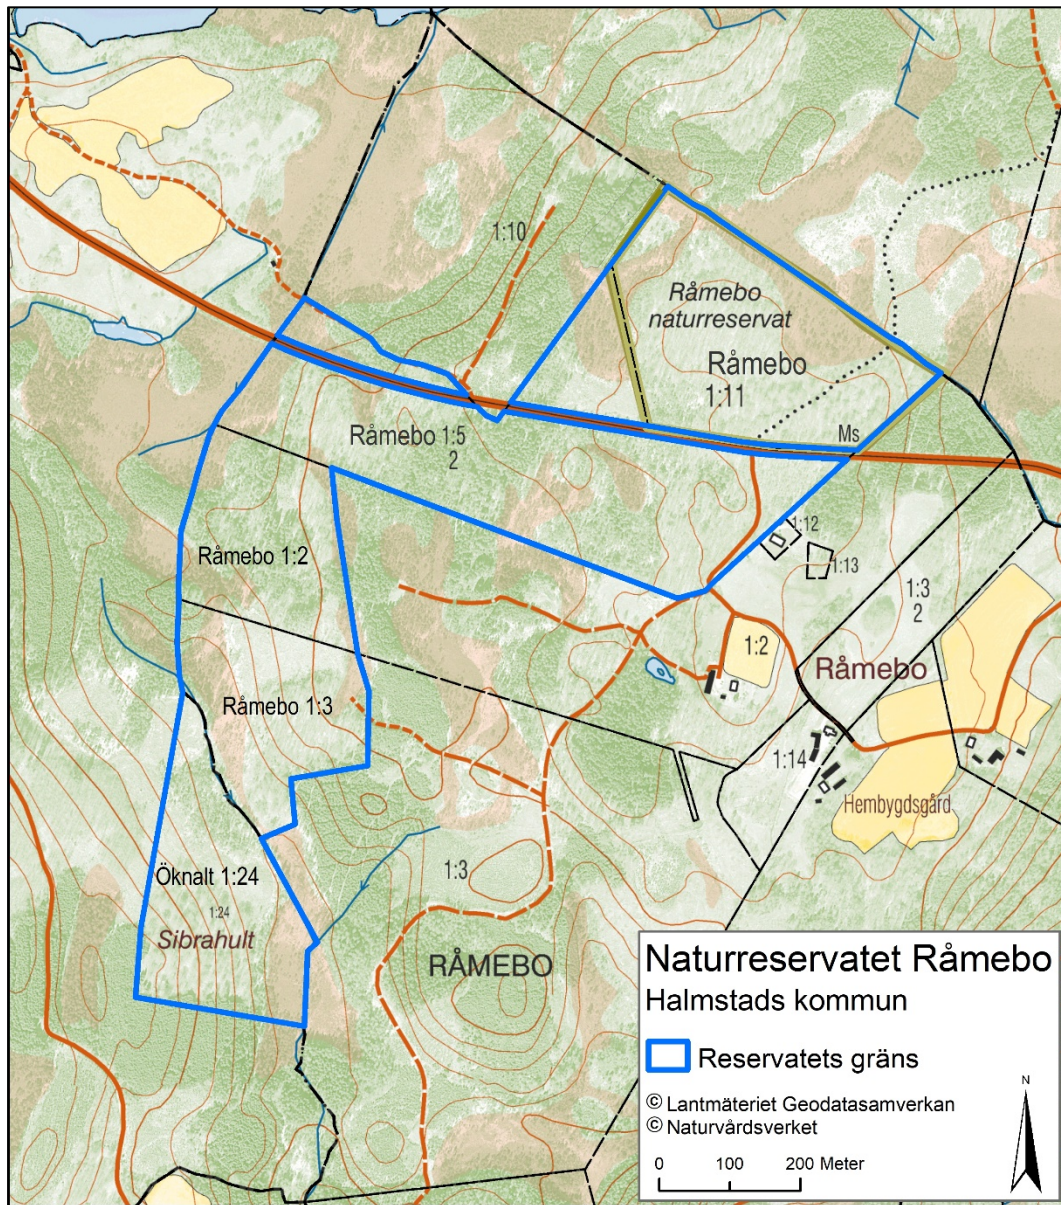 1:10
Råmebo
naturreservat
Råmebo
1:11
Ms
Råmebo 1:5
2
1:12
1:13
Råmebo 1:2
1:3
2
1:2
Råmebo
Råmebo 1:3
1:14
Hembygdsgård
1:3
Öknalt 1:24
1:24
Sibrahult
RÅMEBO
Naturreservatet Råmebo
Halmstads kommun
Reservatets gräns
© Lantmäteriet Geodatasamverkan
© Naturvårdsverket
N
0 100 200 Meter